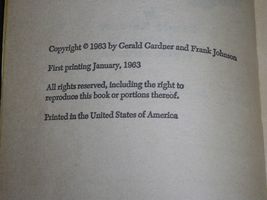 Copyright © 1963 by Gerald Gardner and Frank Johnson
First printing January, 1963
All rights reserved, including the right to
reproduce this book or portions thereof.
Printed in the United States of America